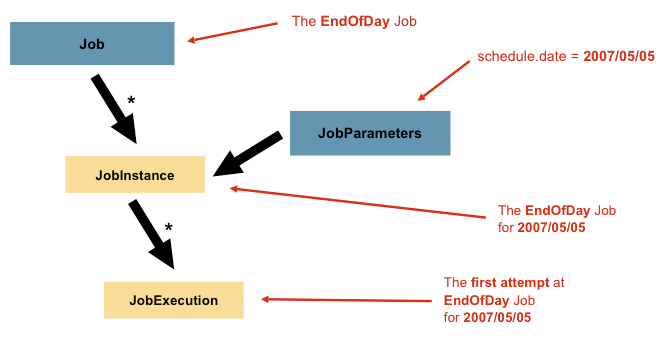 The EndOfDay Job
Job
schedule.date = 2007/05/05
*
JobParameters
JobInstance
The EndOfDay Job
for 2007/05/05
*
The first attempt at
EndOfDay Job
for 2007/05/05
JobExecution